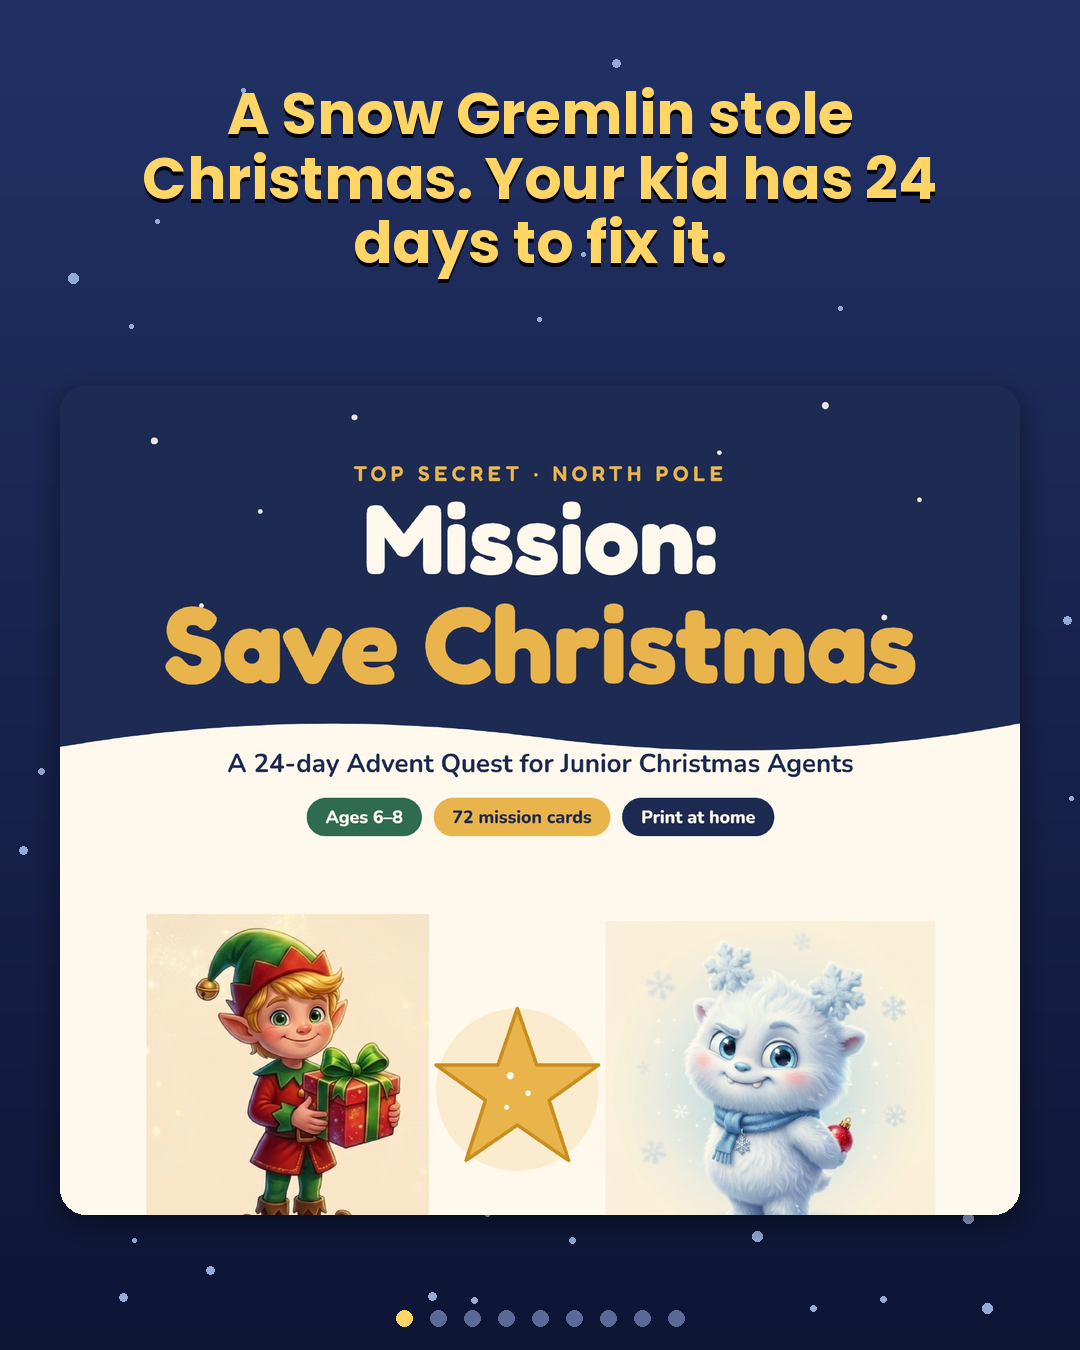 A Snow Gremlin stole
Christmas. Your kid has 24
days to fix it.
TOP SECRET · NORTH POLE
Mission:
Save Christmas
A 24-day Advent Quest for Junior Christmas Agents
Ages 6–8
72 mission cards
Print at home